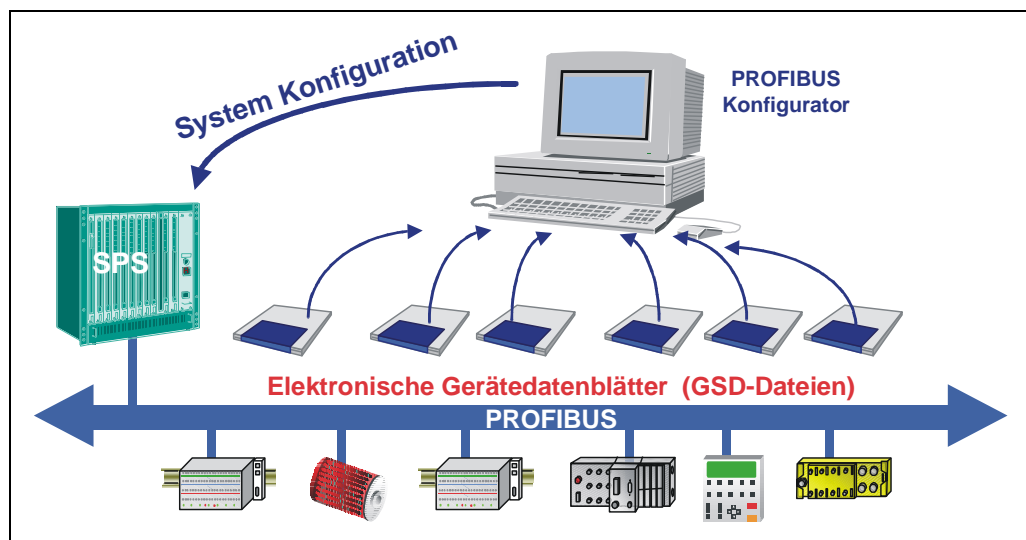 System Konfiguration
PROFIBUS
Konfigurator
SPS
Elektronische Gerätedatenblätter (GSD-Dateien)
PROFIBUS